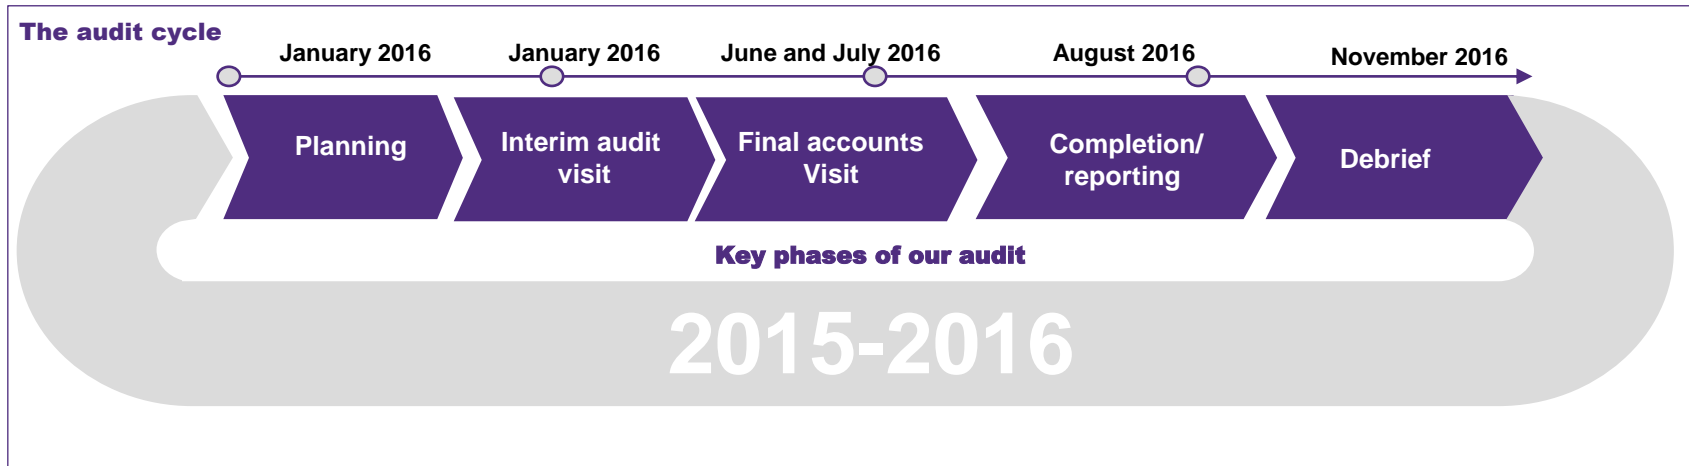 The audit cycle
January 2016
January 2016
June and July 2016
August 2016
November 2016
Planning
Interim audit
visit
Final accounts
Visit
Completion/
reporting
Debrief
Key phases of our audit
2015-2016